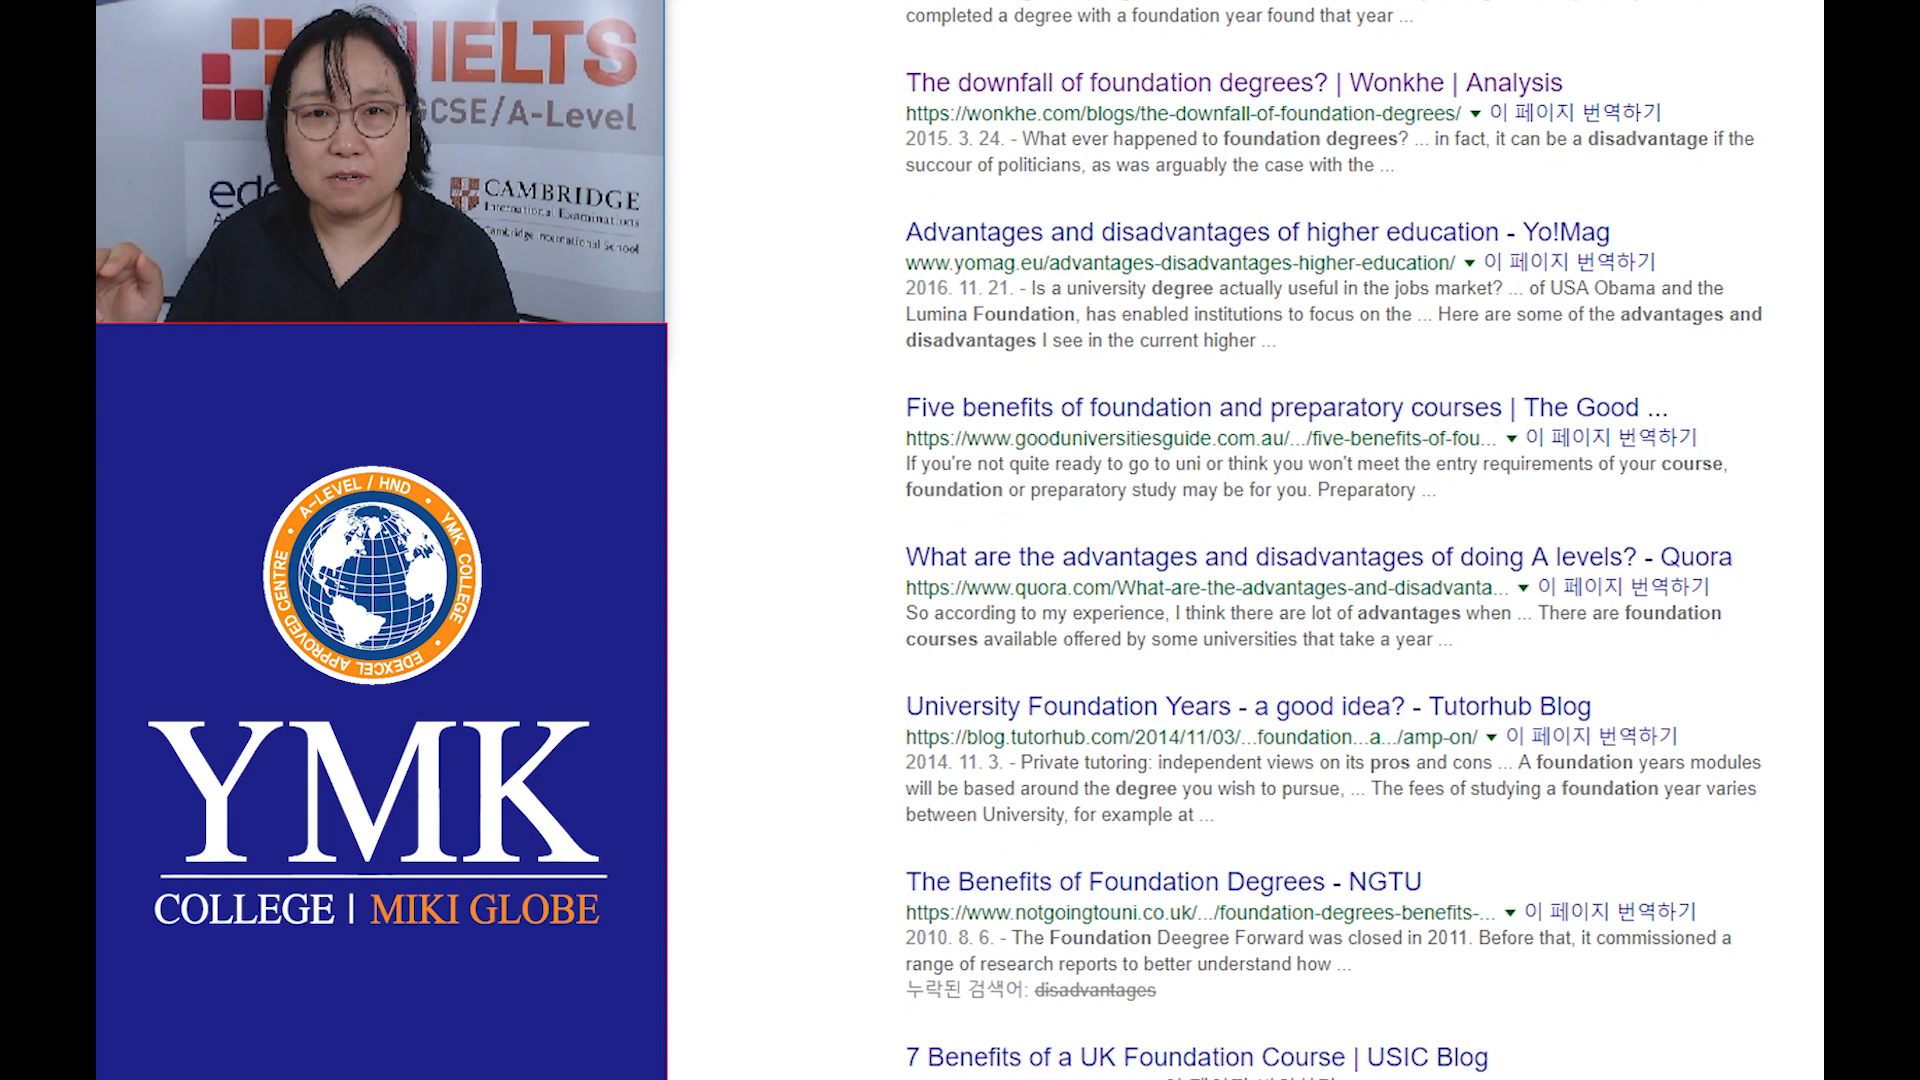 IELTS
GCSE/A-Level
CAMBRIDGE
International Examinations
Cambridge International School
A-LEVEL / HND • YMK COLLEGE • EDEXCEL APPROVED CENTRE •
YMK
COLLEGE | MIKI GLOBE
completed a degree with a foundation year found that year ...
The downfall of foundation degrees? | Wonkhe | Analysis
https://wonkhe.com/blogs/the-downfall-of-foundation-degrees/ ▼ 이 페이지 번역하기
2015. 3. 24. - What ever happened to foundation degrees? ... in fact, it can be a disadvantage if the
succour of politicians, as was arguably the case with the ...
Advantages and disadvantages of higher education - Yo!Mag
www.yomag.eu/advantages-disadvantages-higher-education/ ▼ 이 페이지 번역하기
2016. 11. 21. - Is a university degree actually useful in the jobs market? ... of USA Obama and the
Lumina Foundation, has enabled institutions to focus on the ... Here are some of the advantages and
disadvantages I see in the current higher ...
Five benefits of foundation and preparatory courses | The Good ...
https://www.gooduniversitiesguide.com.au/.../five-benefits-of-fou... ▼ 이 페이지 번역하기
If you're not quite ready to go to uni or think you won't meet the entry requirements of your course,
foundation or preparatory study may be for you. Preparatory ...
What are the advantages and disadvantages of doing A levels? - Quora
https://www.quora.com/What-are-the-advantages-and-disadvanta... ▼ 이 페이지 번역하기
So according to my experience, I think there are lot of advantages when ... There are foundation
courses available offered by some universities that take a year ...
University Foundation Years - a good idea? - Tutorhub Blog
https://blog.tutorhub.com/2014/11/03/...foundation...a.../amp-on/ ▼ 이 페이지 번역하기
2014. 11. 3. - Private tutoring: independent views on its pros and cons ... A foundation years modules
will be based around the degree you wish to pursue, ... The fees of studying a foundation year varies
between University, for example at ...
The Benefits of Foundation Degrees - NGTU
https://www.notgoingtouni.co.uk/.../foundation-degrees-benefits-... ▼ 이 페이지 번역하기
2010. 8. 6. - The Foundation Deegree Forward was closed in 2011. Before that, it commissioned a
range of research reports to better understand how ...
누락된 검색어: disadvantages
7 Benefits of a UK Foundation Course | USIC Blog